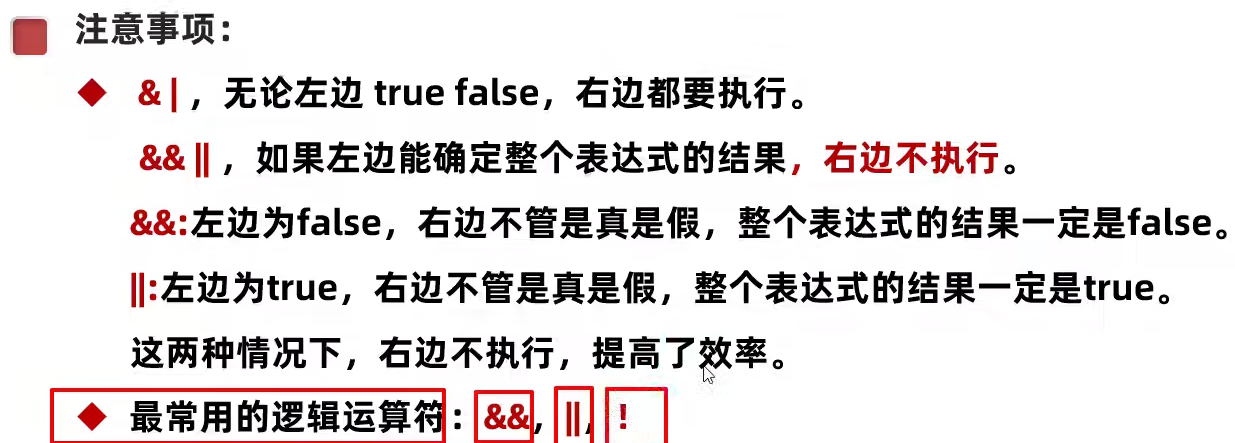 注意事项：
& |，无论左边 true false，右边都要执行。
&& ||，如果左边能确定整个表达式的结果，右边不执行。
&&:左边为false，右边不管是真是假，整个表达式的结果一定是false。
||:左边为true，右边不管是真是假，整个表达式的结果一定是true。
这两种情况下，右边不执行，提高了效率。
最常用的逻辑运算符：&&，||，！